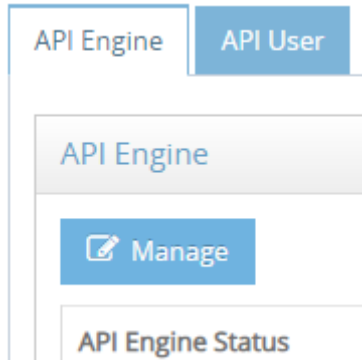 API Engine API User
API Engine
Manage
API Engine Status